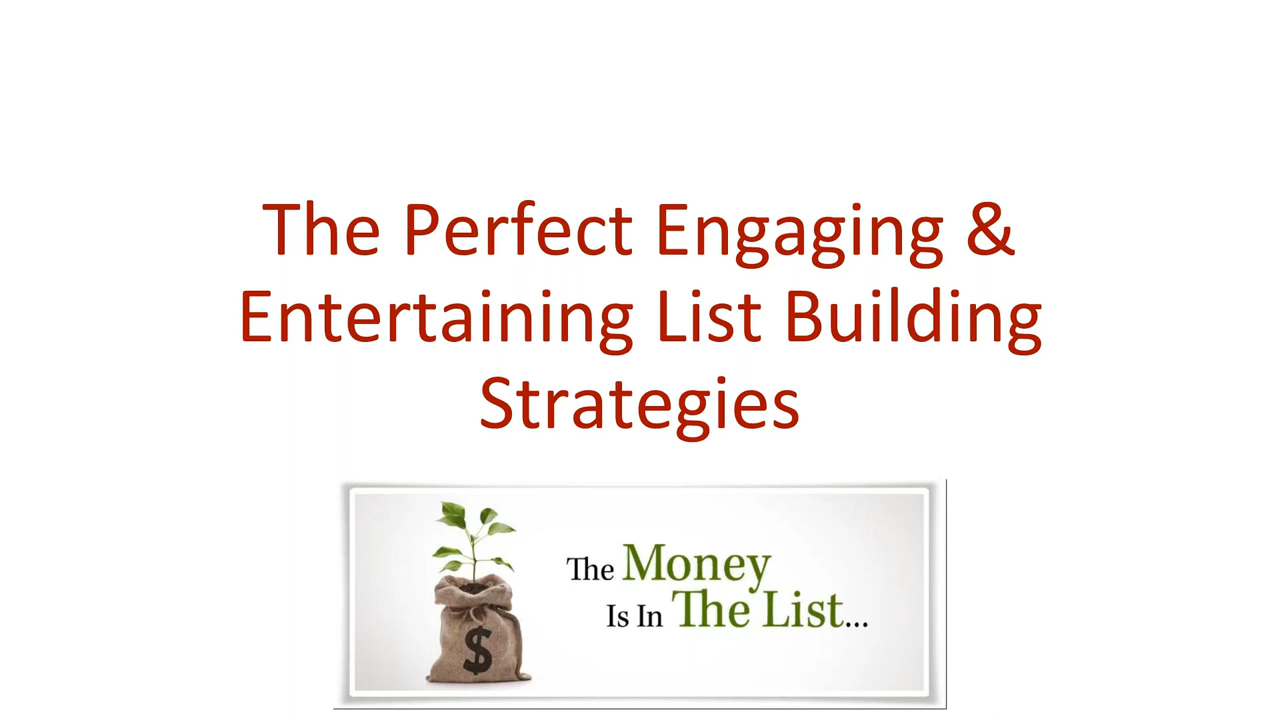 The Perfect Engaging &
Entertaining List Building
Strategies
The Money
Is In The List...
$